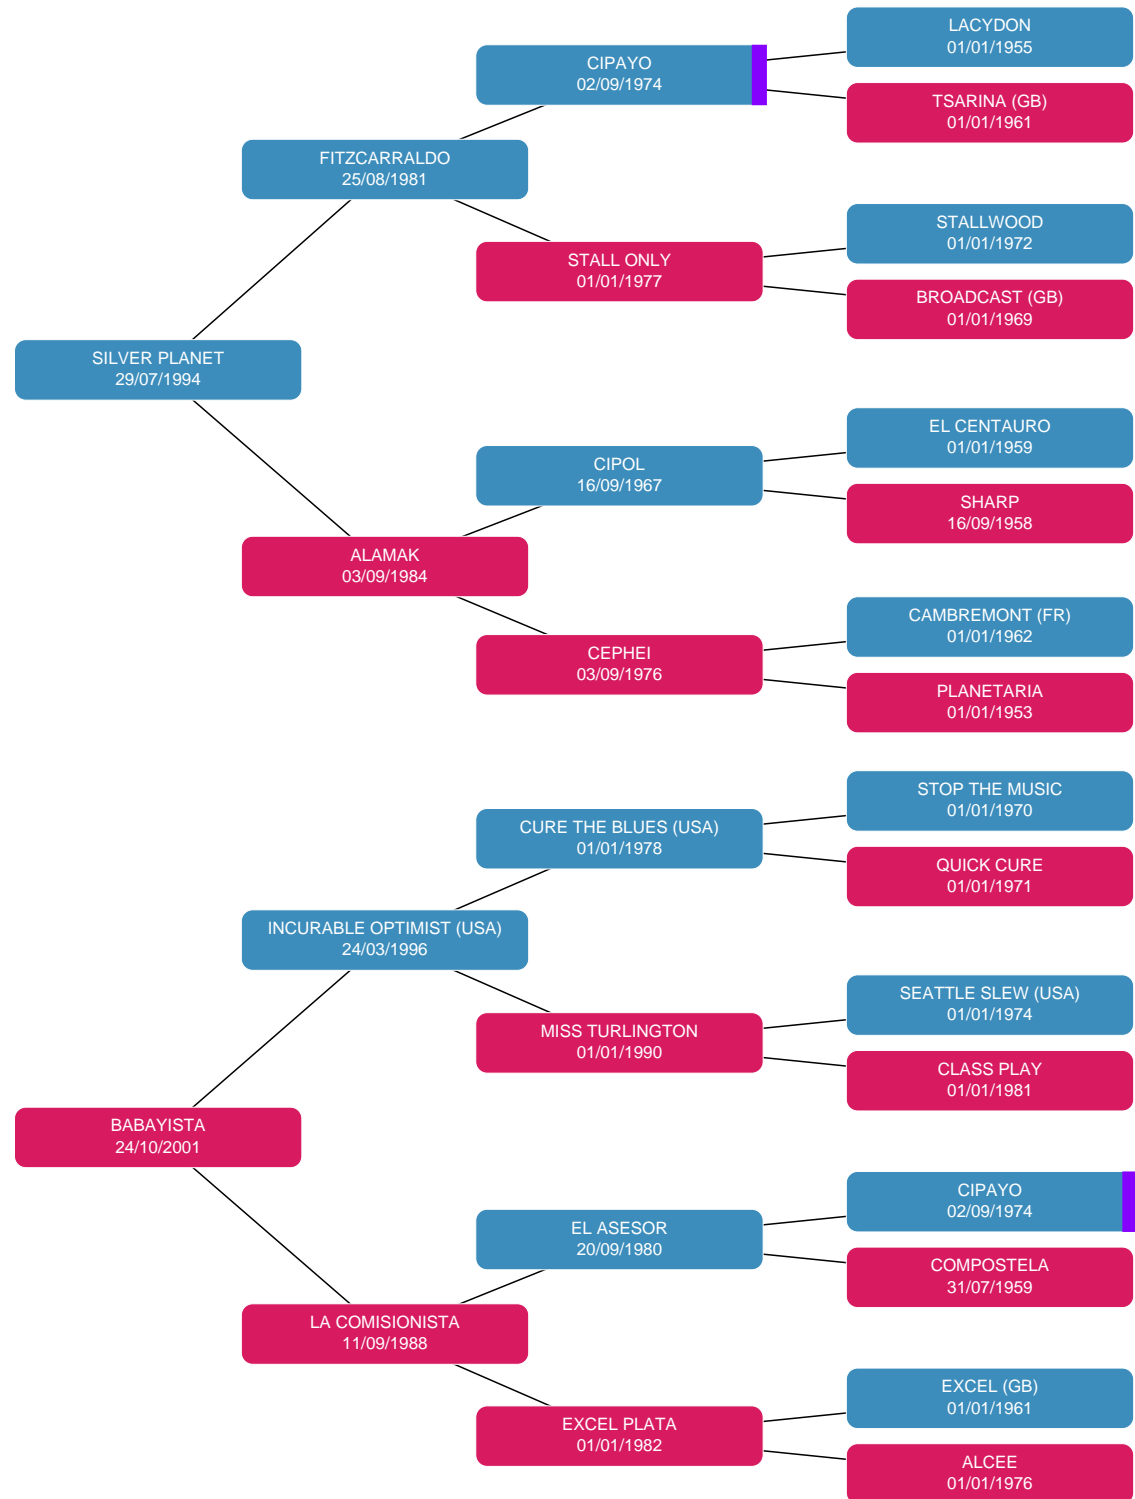 LACYDON
01/01/1955
CIPAYO
02/09/1974
TSARINA (GB)
01/01/1961
FITZCARRALDO
25/08/1981
STALLWOOD
01/01/1972
STALL ONLY
01/01/1977
BROADCAST (GB)
01/01/1969
SILVER PLANET
29/07/1994
EL CENTAURO
01/01/1959
CIPOL
16/09/1967
SHARP
16/09/1958
ALAMAK
03/09/1984
CAMBREMONT (FR)
01/01/1962
CEPHEI
03/09/1976
PLANETARIA
01/01/1953
STOP THE MUSIC
01/01/1970
CURE THE BLUES (USA)
01/01/1978
QUICK CURE
01/01/1971
INCURABLE OPTIMIST (USA)
24/03/1996
SEATTLE SLEW (USA)
01/01/1974
MISS TURLINGTON
01/01/1990
CLASS PLAY
01/01/1981
BABAYISTA
24/10/2001
CIPAYO
02/09/1974
EL ASESOR
20/09/1980
COMPOSTELA
31/07/1959
LA COMISIONISTA
11/09/1988
EXCEL (GB)
01/01/1961
EXCEL PLATA
01/01/1982
ALCEE
01/01/1976